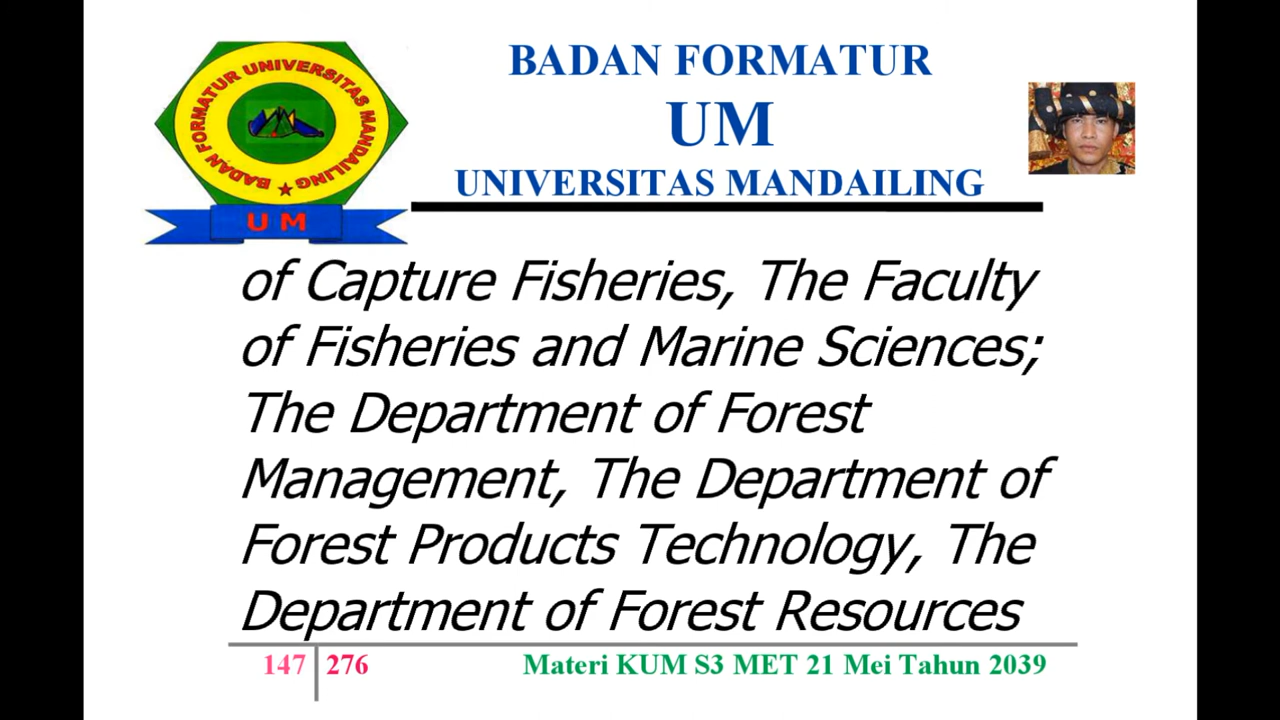 BADAN FORMATUR UNIVERSITAS MANDAILING
UM
BADAN FORMATUR
UM
UNIVERSITAS MANDAILING
of Capture Fisheries, The Faculty
of Fisheries and Marine Sciences;
The Department of Forest
Management, The Department of
Forest Products Technology, The
Department of Forest Resources
147 276
Materi KUM S3 MET 21 Mei Tahun 2039